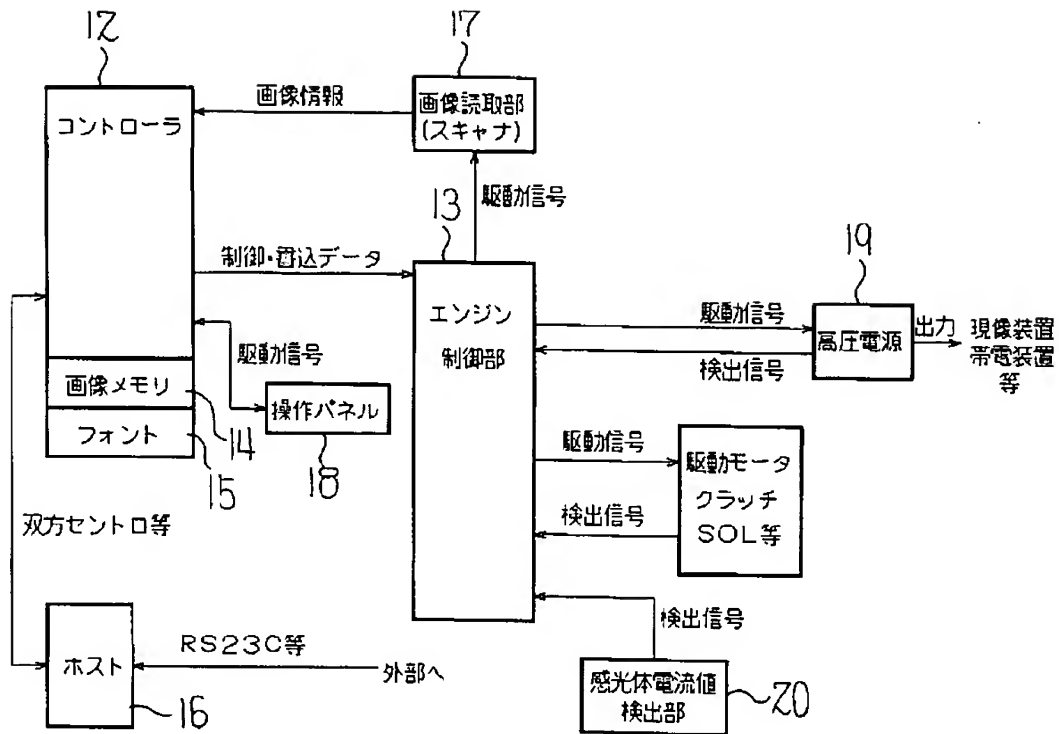 12
コントローラ
画像情報
17
画像読取部
(スキャナ)
駆動信号
13
制御・書込データ
エンジン
制御部
駆動信号
検出信号
19
高圧電源
出力
現像装置
帯電装置
等
駆動信号
画像メモリ
14
フォント
15
操作パネル
18
駆動信号
検出信号
駆動モータ
クラッチ
SOL等
双方セントロ等
検出信号
感光体電流値
検出部
20
ホスト
16
RS23C等
外部へ